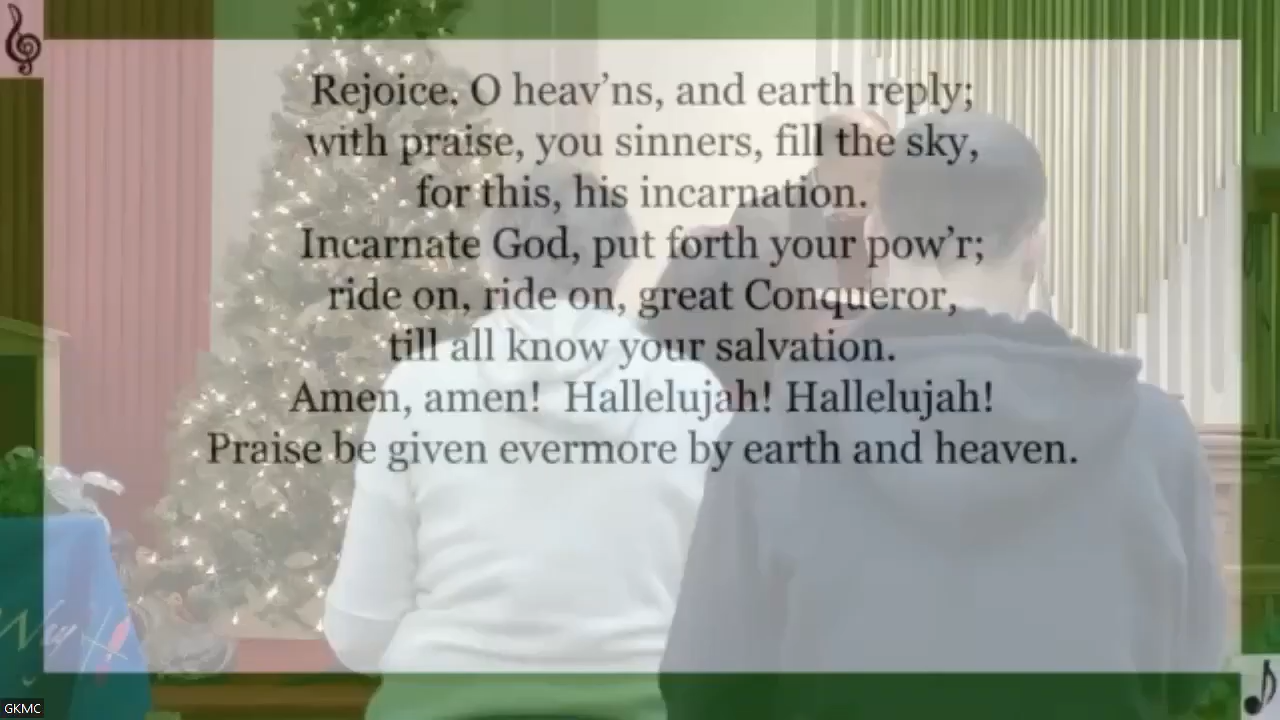 Rejoice, O heav’ns, and earth reply;
with praise, you sinners, fill the sky,
for this, his incarnation.
Incarnate God, put forth your pow’r;
ride on, ride on, great Conqueror,
till all know your salvation.
Amen, amen!  Hallelujah! Hallelujah!
Praise be given evermore by earth and heaven.
Way
GKMC